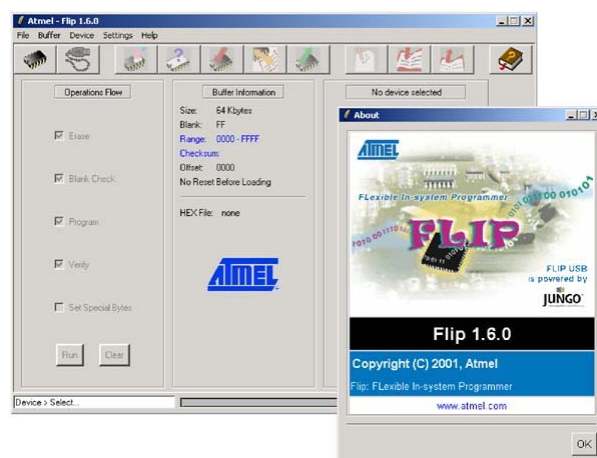 Atmel - Flip 1.6.0
File Buffer Device Settings Help
Operations Flow
Erase
Blank Check
Program
Verify
Set Special Bytes
Run Clear
Buffer Information
Size: 64 Kbytes
Blank: FF
Range: 0000 - FFFF
Checksum:
Offset: 0000
No Reset Before Loading
HEX File: none
ATMEL
No device selected
Device > Select...
About
ATMEL
FLexible In-system Programmer
FLIP
FLIP USB
is powered by
JUNGO
Flip 1.6.0
Copyright (C) 2001, Atmel
Flip: FLexible In-system Programmer
www.atmel.com
OK